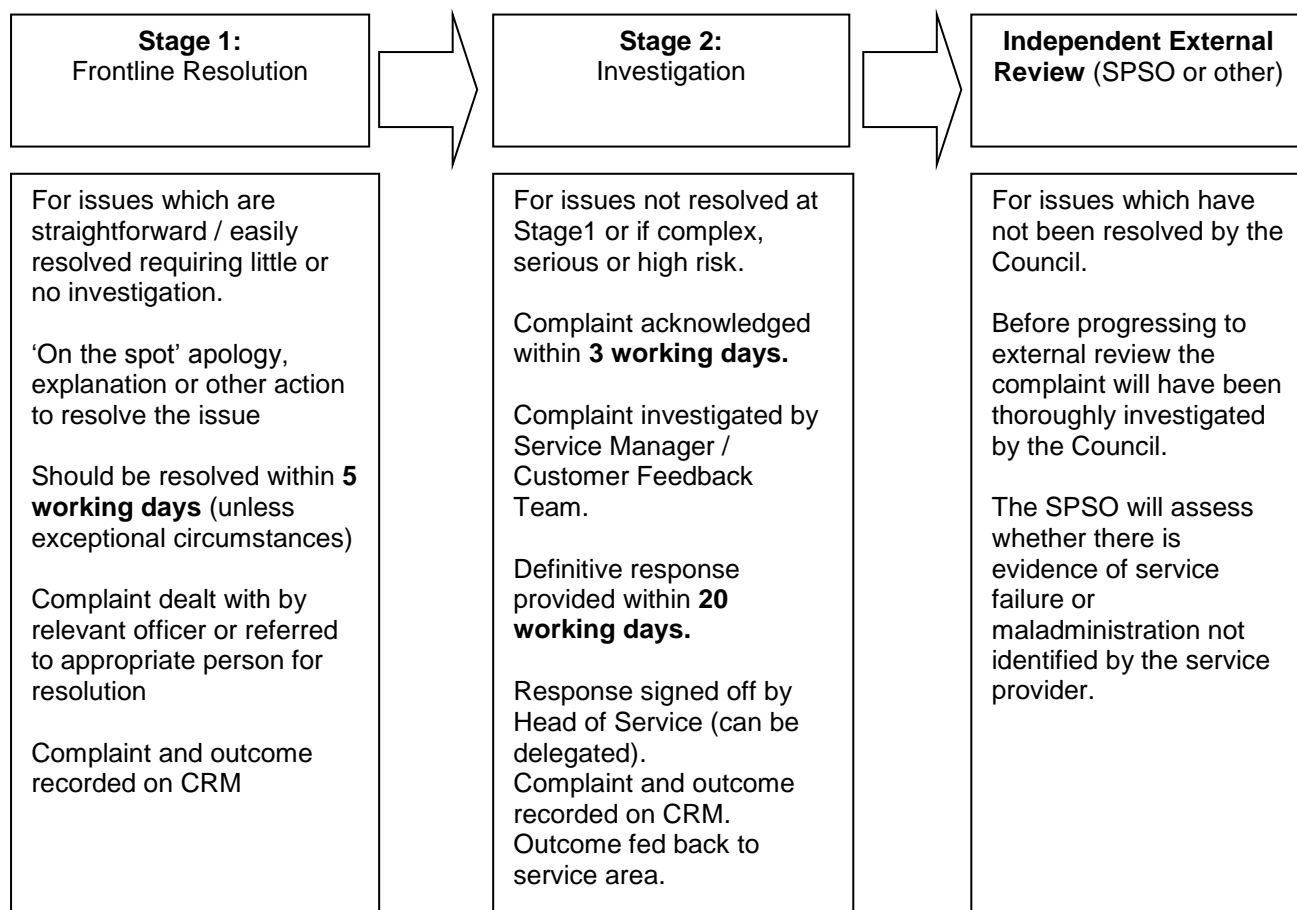 Stage 1:
Frontline Resolution
Stage 2:
Investigation
Independent External
Review (SPSO or other)
For issues which are
straightforward / easily
resolved requiring little or
no investigation.
‘On the spot’ apology,
explanation or other action
to resolve the issue
Should be resolved within 5
working days (unless
exceptional circumstances)
Complaint dealt with by
relevant officer or referred
to appropriate person for
resolution
Complaint and outcome
recorded on CRM
For issues not resolved at
Stage1 or if complex,
serious or high risk.
Complaint acknowledged
within 3 working days.
Complaint investigated by
Service Manager /
Customer Feedback
Team.
Definitive response
provided within 20
working days.
Response signed off by
Head of Service (can be
delegated).
Complaint and outcome
recorded on CRM.
Outcome fed back to
service area.
For issues which have
not been resolved by the
Council.
Before progressing to
external review the
complaint will have been
thoroughly investigated
by the Council.
The SPSO will assess
whether there is
evidence of service
failure or
maladministration not
identified by the service
provider.